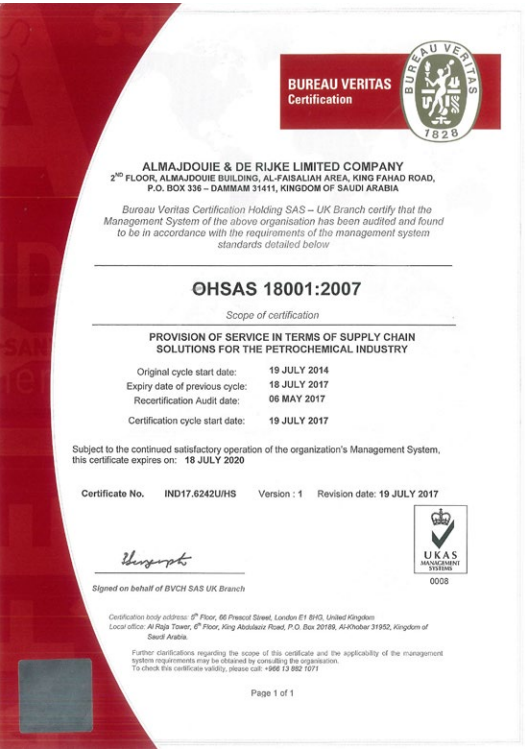 BUREAU VERITAS
Certification
BUREAU VERITAS
1828
ALMAJDOUIE & DE RIJKE LIMITED COMPANY
2ND FLOOR, ALMAJDOUIE BUILDING, AL-FAISALIAH AREA, KING FAHAD ROAD,
P.O. BOX 336 – DAMMAM 31411, KINGDOM OF SAUDI ARABIA
Bureau Veritas Certification Holding SAS – UK Branch certify that the
Management System of the above organisation has been audited and found
to be in accordance with the requirements of the management system
standards detailed below
OHSAS 18001:2007
Scope of certification
PROVISION OF SERVICE IN TERMS OF SUPPLY CHAIN
SOLUTIONS FOR THE PETROCHEMICAL INDUSTRY
Original cycle start date: 19 JULY 2014
Expiry date of previous cycle: 18 JULY 2017
Recertification Audit date: 06 MAY 2017
Certification cycle start date: 19 JULY 2017
Subject to the continued satisfactory operation of the organization's Management System,
this certificate expires on: 18 JULY 2020
Certificate No. IND17.6242U/HS Version : 1 Revision date: 19 JULY 2017
UKAS
MANAGEMENT
SYSTEMS
0008
Signed on behalf of BVCH SAS UK Branch
Certification body address: 5th Floor, 66 Prescot Street, London E1 8HG, United Kingdom
Local office: Al Raja Tower, 6th Floor, King Abdulaziz Road, P.O. Box 20189, Al-Khobar 31952, Kingdom of
Saudi Arabia.
Further clarifications regarding the scope of this certificate and the applicability of the management
system requirements may be obtained by consulting the organisation.
To check this certificate validity, please call: +966 13 882 1071
Page 1 of 1